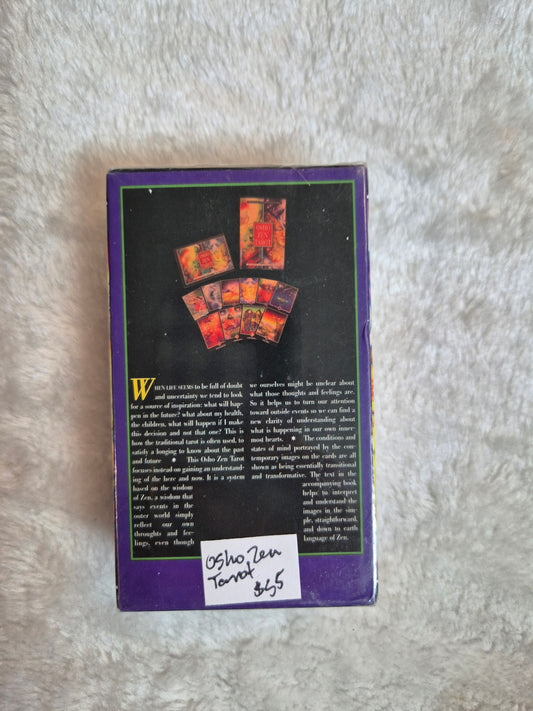 OSHO
ZEN
TAROT
WHEN LIFE SEEMS to be full of doubt
and uncertainty we tend to look
for a source of inspiration: what will hap-
pen in the future? what about my health,
the children, what will happen if I make
this decision and not that one? This is
how the traditional tarot is often used, to
satisfy a longing to know about the past
and future * This Osho Zen Tarot
focuses instead on gaining an understand-
ing of the here and now. It is a system
based on the wisdom
of Zen, a wisdom that
says events in the
outer world simply
reflect our own
thoughts and fee-
lings, even though
we ourselves might be unclear about
what those thoughts and feelings are.
So it helps us to turn our attention
toward outside events so we can find a
new clarity of understanding about
what is happening in our own inner-
most hearts. * The conditions and
states of mind portrayed by the con-
temporary images on the cards are all
shown as being essentially transitional
and transformative. The text in the
accompanying book
helps to interpret
and understand the
images in the sim-
ple, straightforward,
and down to earth
language of Zen.
Osho Zen
Tarot
$55